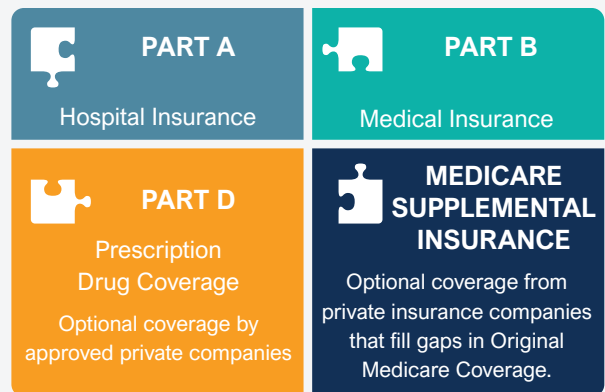 PART A
Hospital Insurance
PART B
Medical Insurance
PART D
Prescription
Drug Coverage
Optional coverage by
approved private companies
MEDICARE
SUPPLEMENTAL
INSURANCE
Optional coverage from
private insurance companies
that fill gaps in Original
Medicare Coverage.